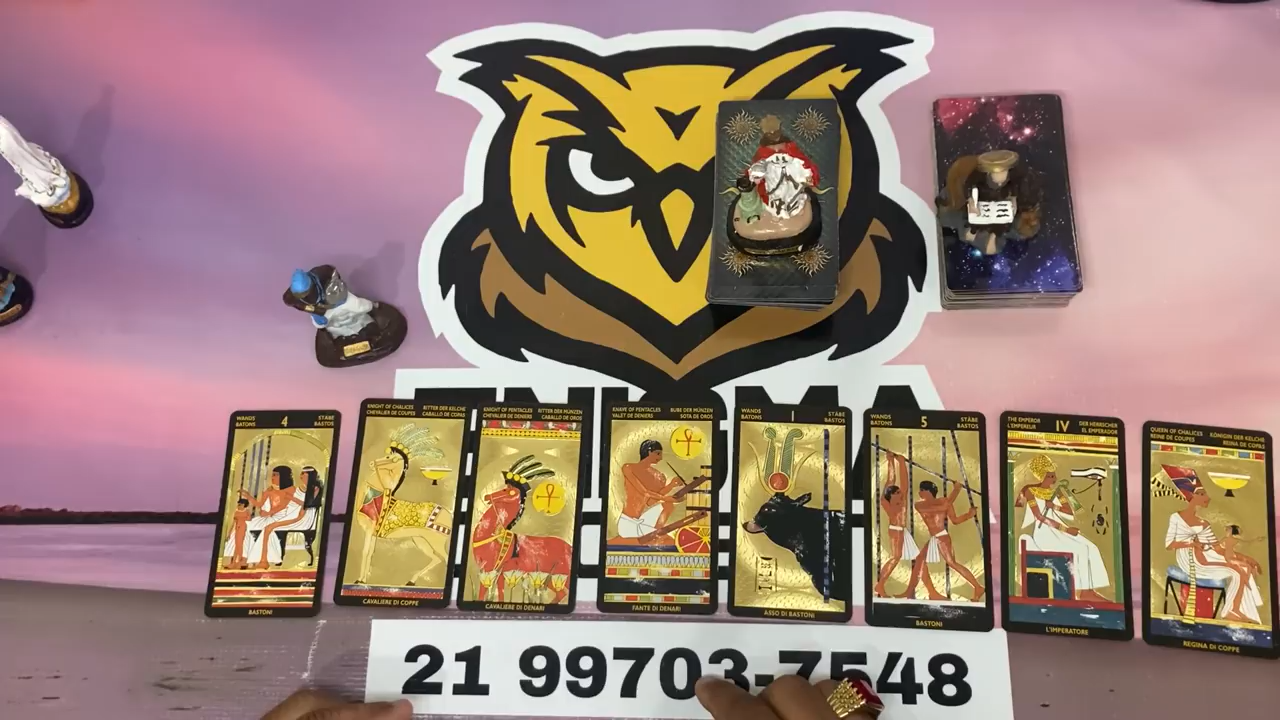 ENIGMA
WANDS
BATONS
4
STÄBE
BASTOS
BASTONI
KNIGHT OF CHALICES
CHEVALIER DE COUPES
RITTER DER KELCHE
CABALLO DE COPAS
CAVALIERE DI COPPE
KNIGHT OF PENTACLES
CHEVALIER DE DENIERS
RITTER DER MÜNZEN
CABALLO DE OROS
CAVALIERE DI DENARI
KNAVE OF PENTACLES
VALET DE DENIERS
BUBE DER MÜNZEN
SOTA DE OROS
FANTE DI DENARI
WANDS
BATONS
I
STÄBE
BASTOS
ASSO DI BASTONI
WANDS
BATONS
5
STÄBE
BASTOS
BASTONI
THE EMPEROR
L'EMPEREUR
IV
DER HERRSCHER
EL EMPERADOR
L'IMPERATORE
QUEEN OF CHALICES
REINE DE COUPES
KÖNIGIN DER KELCHE
REINA DE COPAS
REGINA DI COPPE
21 99703-7548